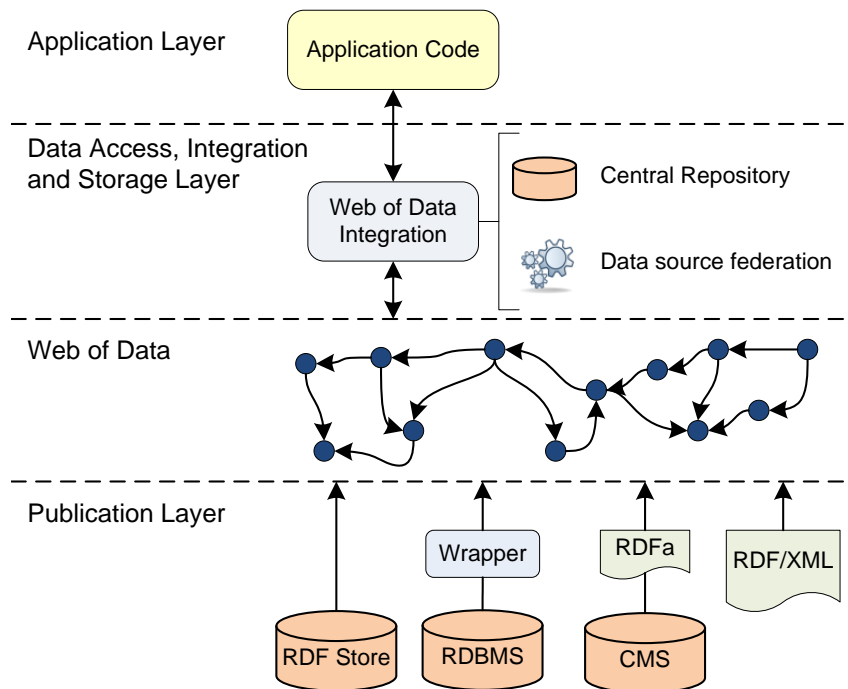 Application Layer
Application Code
Data Access, Integration
and Storage Layer
Web of Data
Integration
Central Repository
Data source federation
Web of Data
Publication Layer
Wrapper
RDFa
RDF/XML
RDF Store
RDBMS
CMS